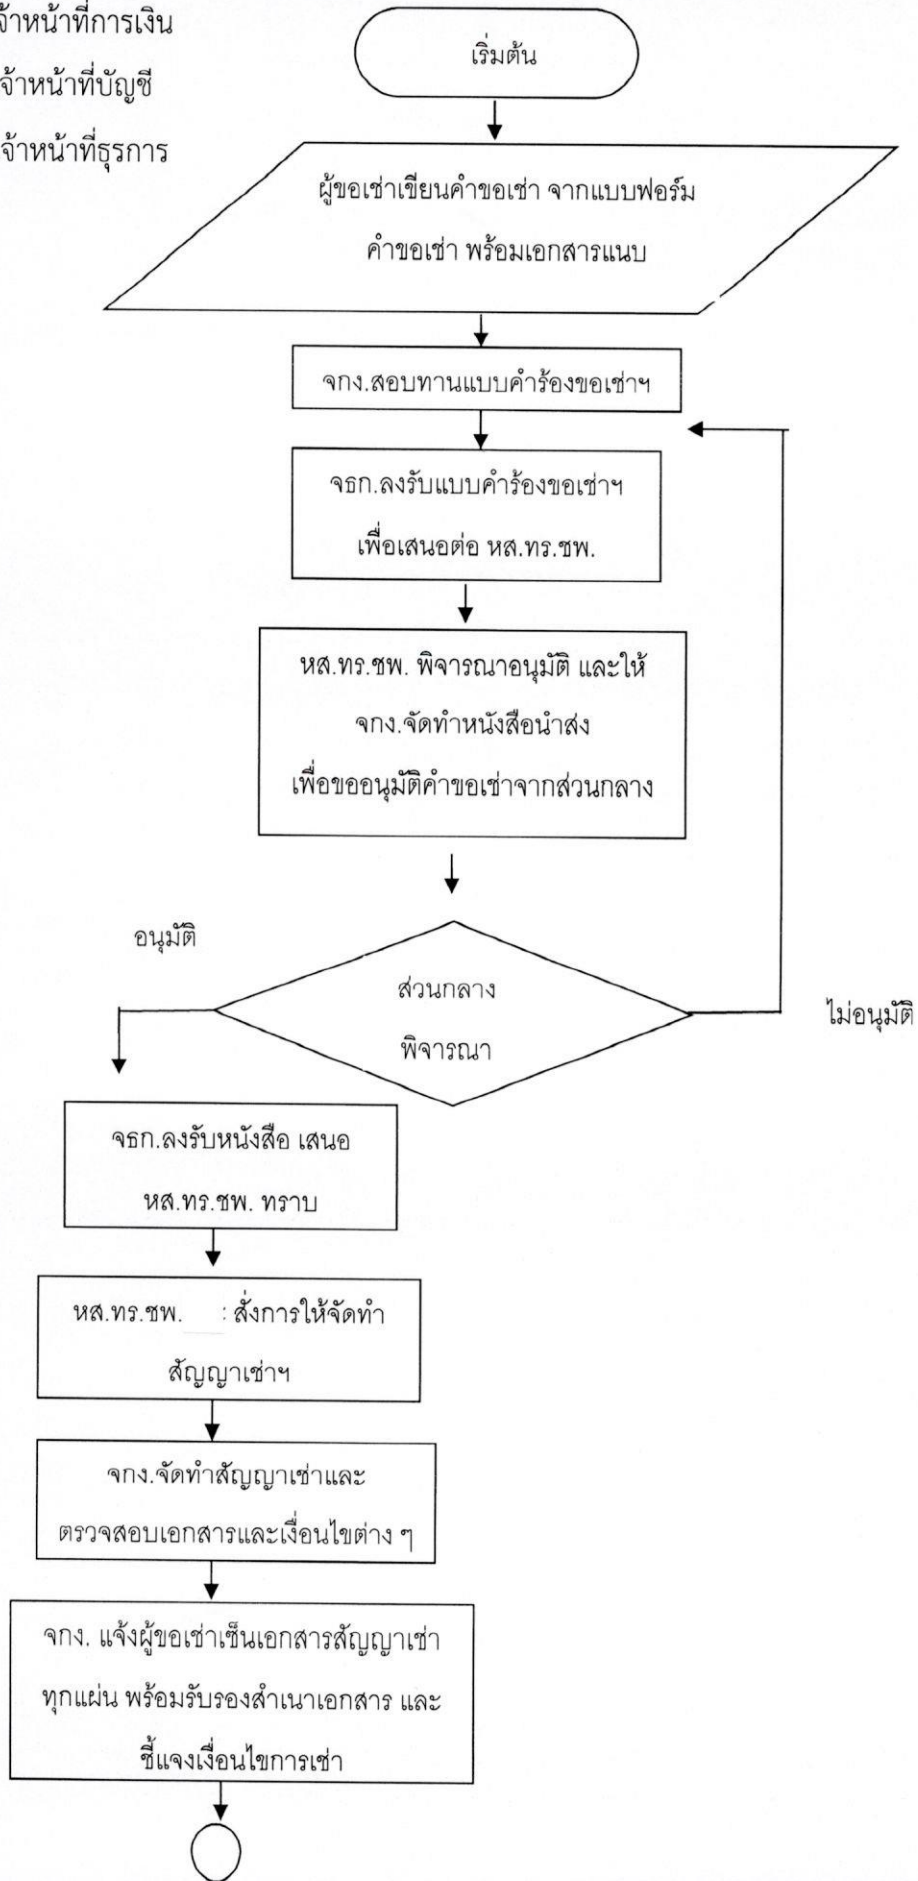 จ้าหน้าที่การเงิน
จ้าหน้าที่บัญชี
จ้าหน้าที่ธุรการ
เริ่มต้น
ผู้ขอเช่าเขียนคำขอเช่า จากแบบฟอร์ม
คำขอเช่า พร้อมเอกสารแนบ
จกง.สอบทานแบบคำร้องขอเช่าฯ
จธก.ลงรับแบบคำร้องขอเช่าฯ
เพื่อเสนอต่อ หส.ทร.ชพ.
หส.ทร.ชพ. พิจารณาอนุมัติ และให้
จกง.จัดทำหนังสือนำส่ง
เพื่อขออนุมัติคำขอเช่าจากส่วนกลาง
อนุมัติ
ส่วนกลาง
พิจารณา
ไม่อนุมัติ
จธก.ลงรับหนังสือ เสนอ
หส.ทร.ชพ. ทราบ
หส.ทร.ชพ. : สั่งการให้จัดทำ
สัญญาเช่าฯ
จกง.จัดทำสัญญาเช่าและ
ตรวจสอบเอกสารและเงื่อนไขต่าง ๆ
จกง. แจ้งผู้ขอเช่าเซ็นเอกสารสัญญาเช่า
ทุกแผ่น พร้อมรับรองสำเนาเอกสาร และ
ชี้แจงเงื่อนไขการเช่า